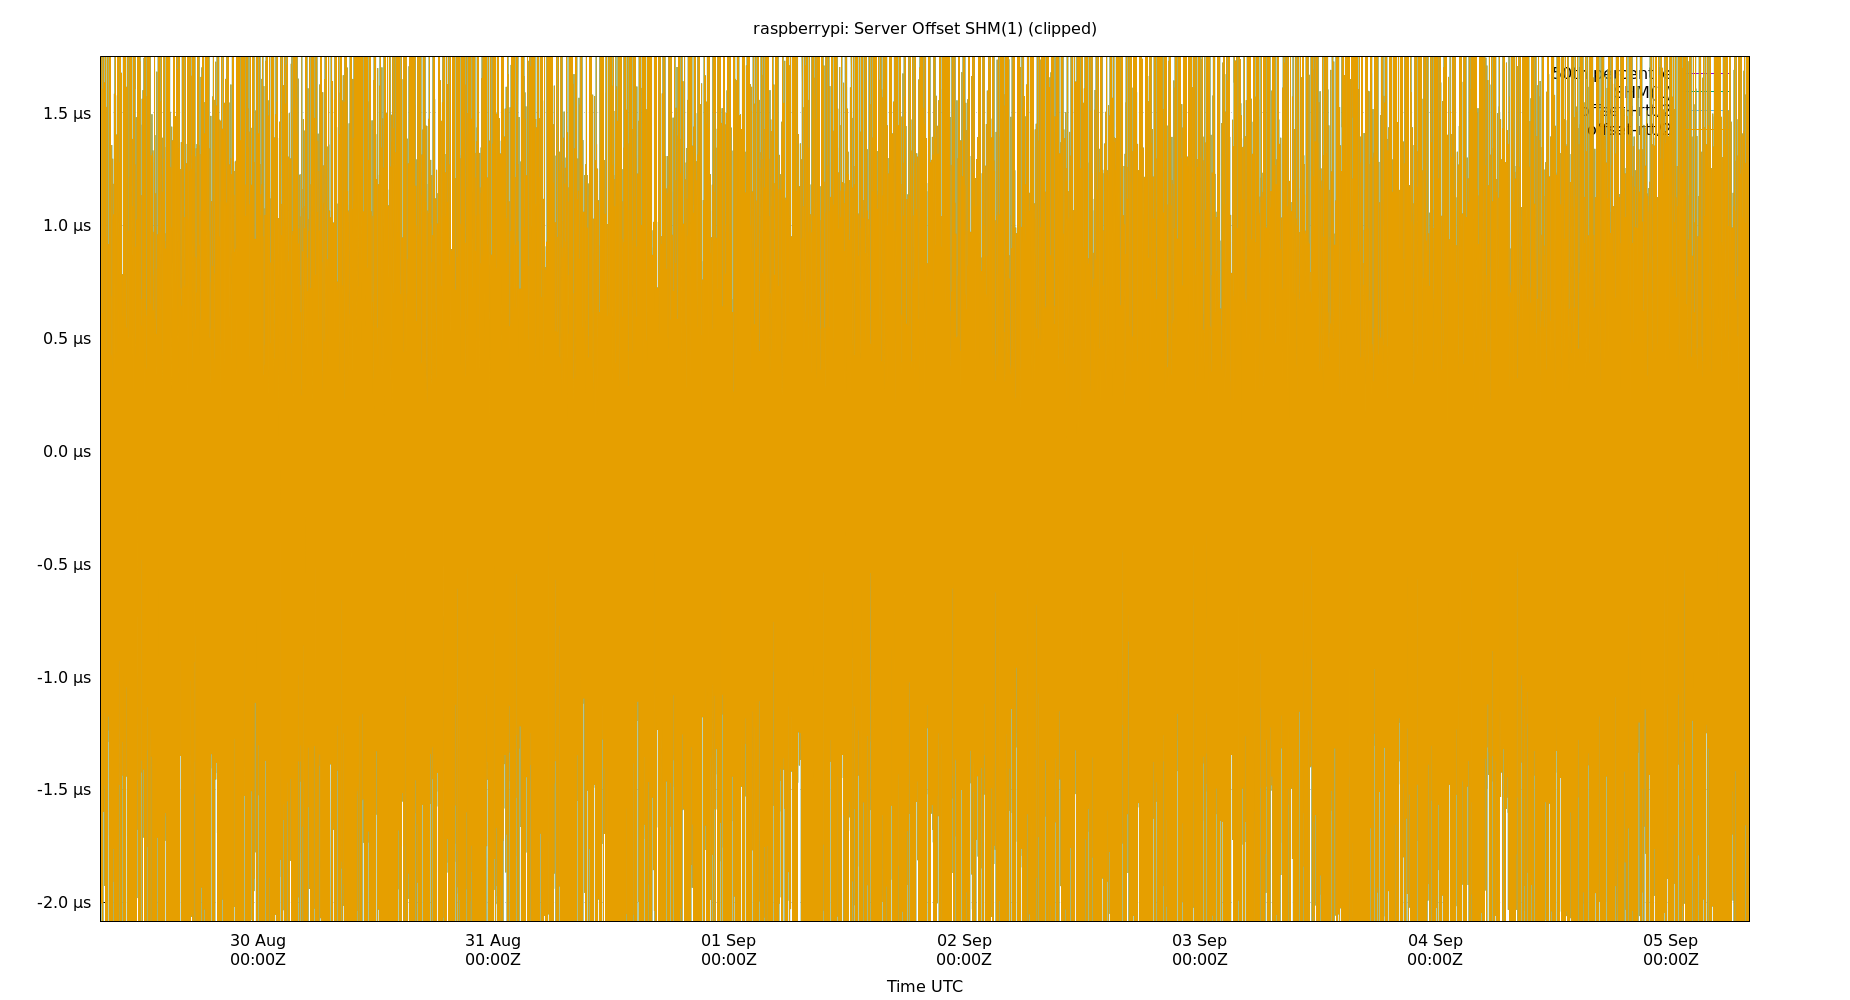 raspberrypi: Server Offset SHM(1) (clipped)
1.5 µs
1.0 µs
0.5 µs
0.0 µs
-0.5 µs
-1.0 µs
-1.5 µs
-2.0 µs
30 Aug 31 Aug 01 Sep 02 Sep 03 Sep 04 Sep 05 Sep
00:00Z 00:00Z 00:00Z 00:00Z 00:00Z 00:00Z 00:00Z
Time UTC